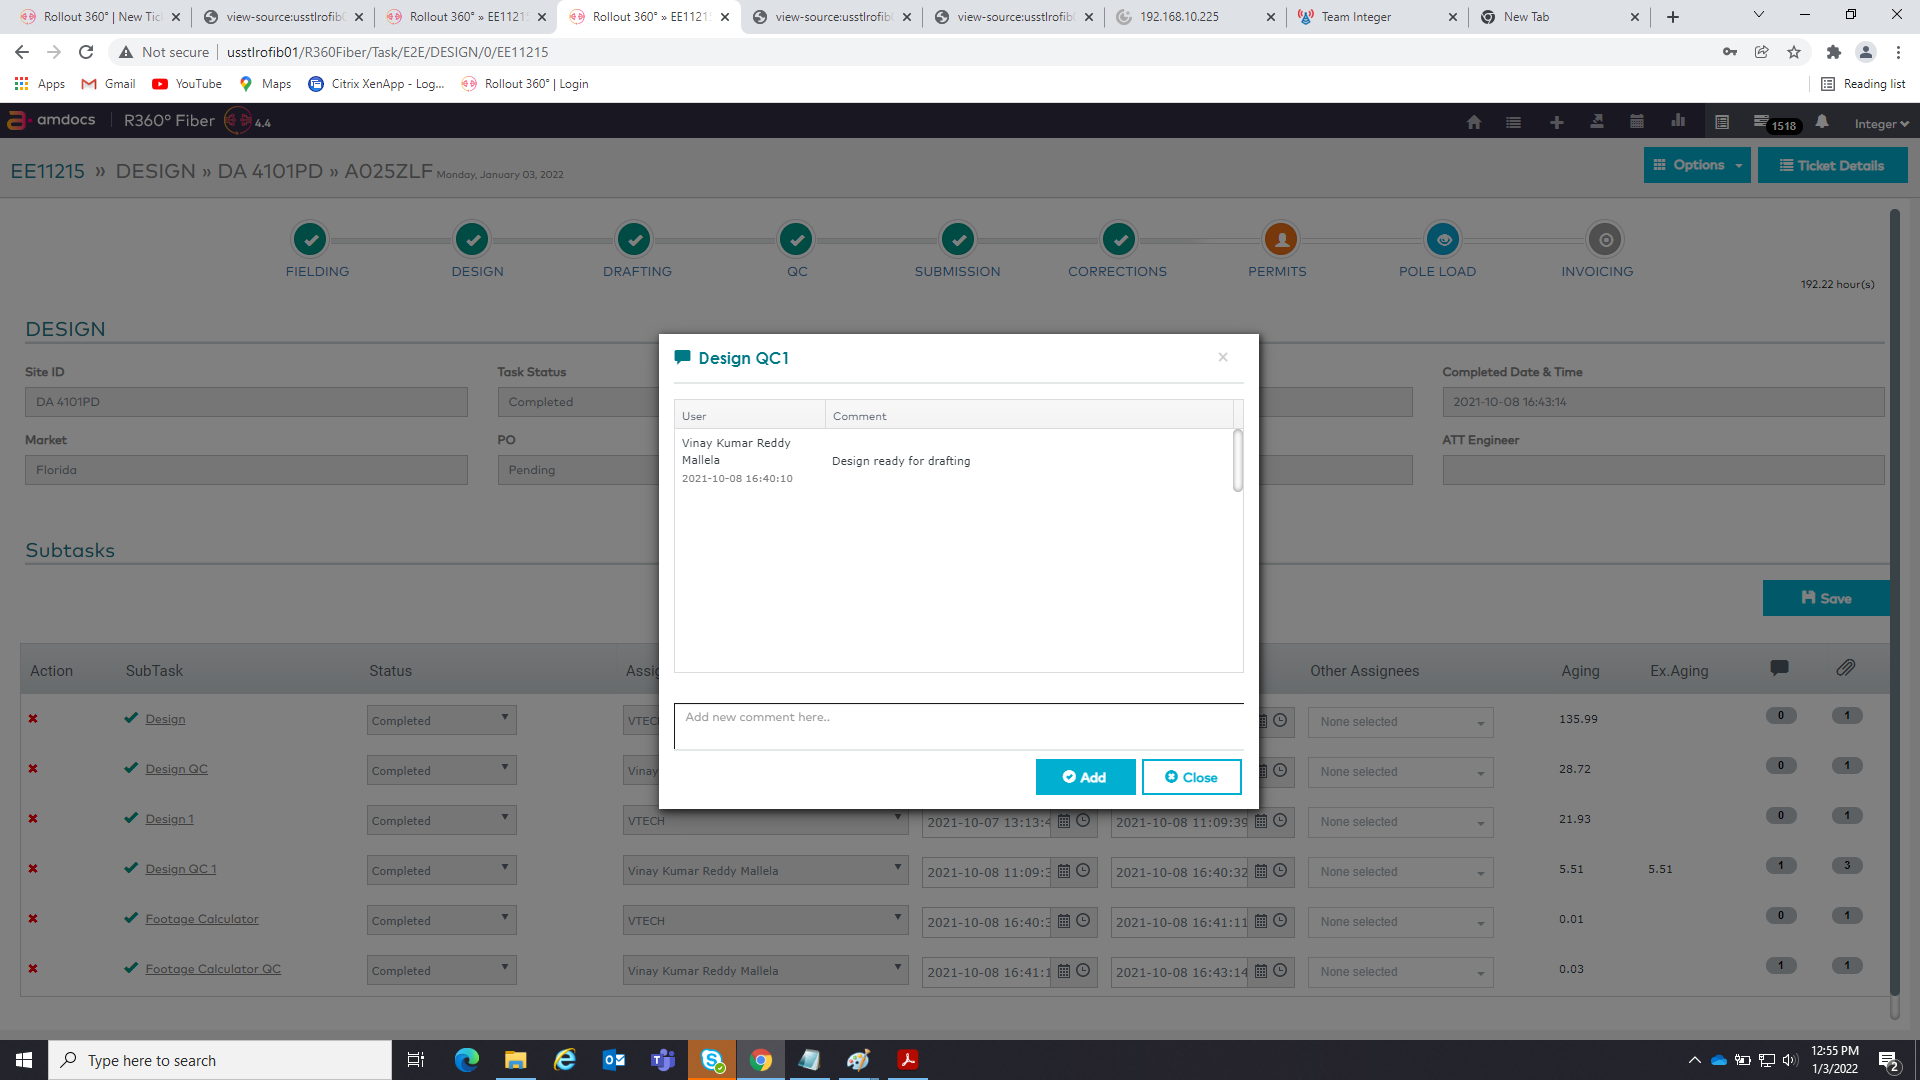 Rollout 360° | New Tic
view-source:usstlrofib
Rollout 360° » EE1121
Rollout 360° » EE1121
view-source:usstlrofib
view-source:usstlrofib
192.168.10.225
Team Integer
New Tab
Not secure
usstlrofib01/R360Fiber/Task/E2E/DESIGN/0/EE11215
Apps
Gmail
YouTube
Maps
Citrix XenApp - Log...
Rollout 360° | Login
Reading list
amdocs
R360° Fiber
4.4
1518
Integer
EE11215 » DESIGN » DA 4101PD » A025ZLF Monday, January 03, 2022
Options
Ticket Details
FIELDING
DESIGN
DRAFTING
QC
SUBMISSION
CORRECTIONS
PERMITS
POLE LOAD
INVOICING
192.22 hour(s)
DESIGN
Site ID
Task Status
Completed Date & Time
DA 4101PD
Completed
2021-10-08 16:43:14
Market
PO
ATT Engineer
Florida
Pending
Design QC1
×
User
Comment
Vinay Kumar Reddy
Mallela
2021-10-08 16:40:10
Design ready for drafting
Add new comment here..
Add
Close
Subtasks
Save
Action
SubTask
Status
Assig
Other Assignees
Aging
Ex.Aging
Design
Completed
VTEC
None selected
135.99
0
1
Design QC
Completed
Vinay
None selected
28.72
0
1
Design 1
Completed
VTECH
2021-10-07 13:13:4
2021-10-08 11:09:39
None selected
21.93
0
1
Design QC 1
Completed
Vinay Kumar Reddy Mallela
2021-10-08 11:09:3
2021-10-08 16:40:32
None selected
5.51
5.51
1
3
Footage Calculator
Completed
VTECH
2021-10-08 16:40:3
2021-10-08 16:41:11
None selected
0.01
0
1
Footage Calculator QC
Completed
Vinay Kumar Reddy Mallela
2021-10-08 16:41:1
2021-10-08 16:43:14
None selected
0.03
1
1
Type here to search
12:55 PM
1/3/2022
2